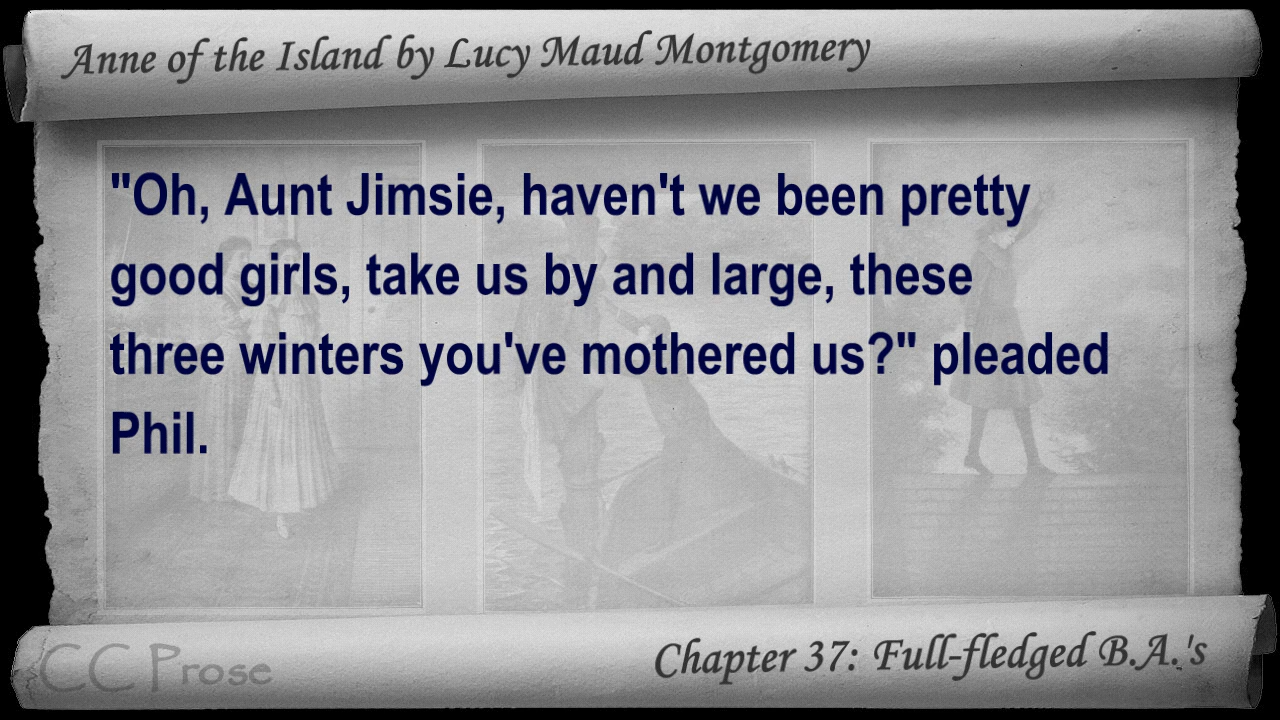 Anne of the Island by Lucy Maud Montgomery
"Oh, Aunt Jimsie, haven't we been pretty
good girls, take us by and large, these
three winters you've mothered us?" pleaded
Phil.
CC Prose
Chapter 37: Full-fledged B.A.'s